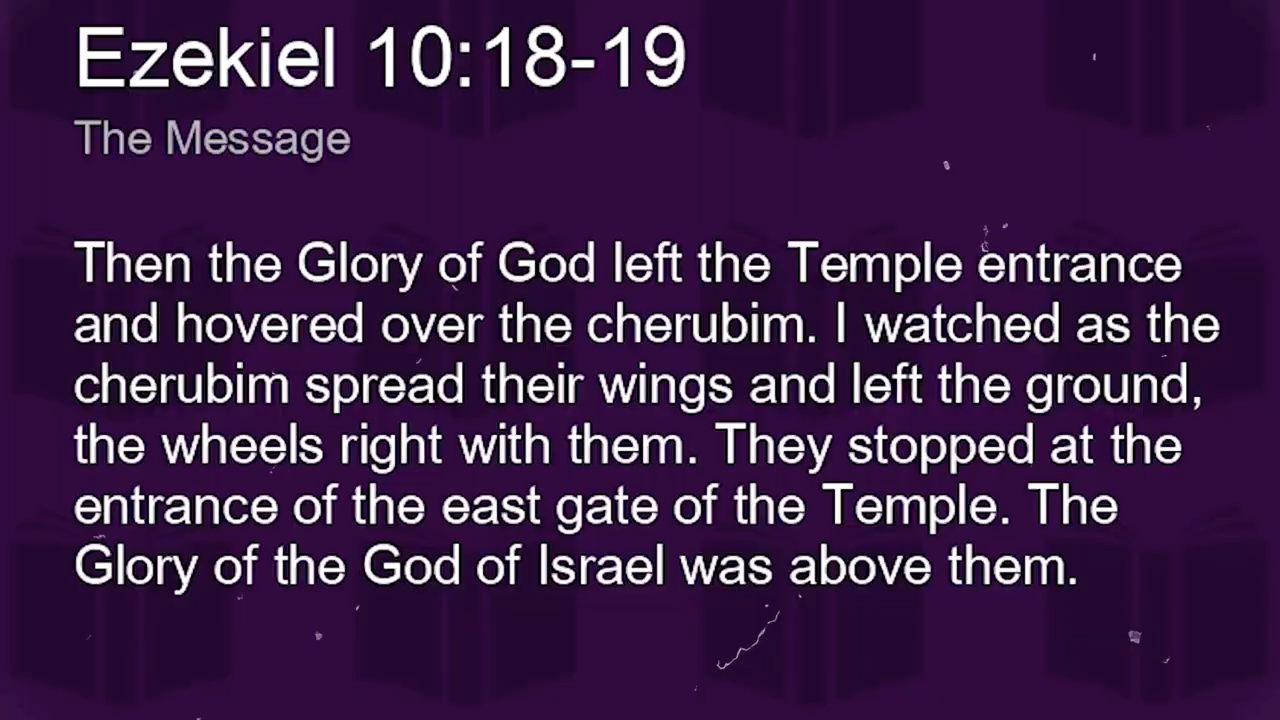 Ezekiel 10:18-19
The Message
Then the Glory of God left the Temple entrance
and hovered over the cherubim. I watched as the
cherubim spread their wings and left the ground,
the wheels right with them. They stopped at the
entrance of the east gate of the Temple. The
Glory of the God of Israel was above them.